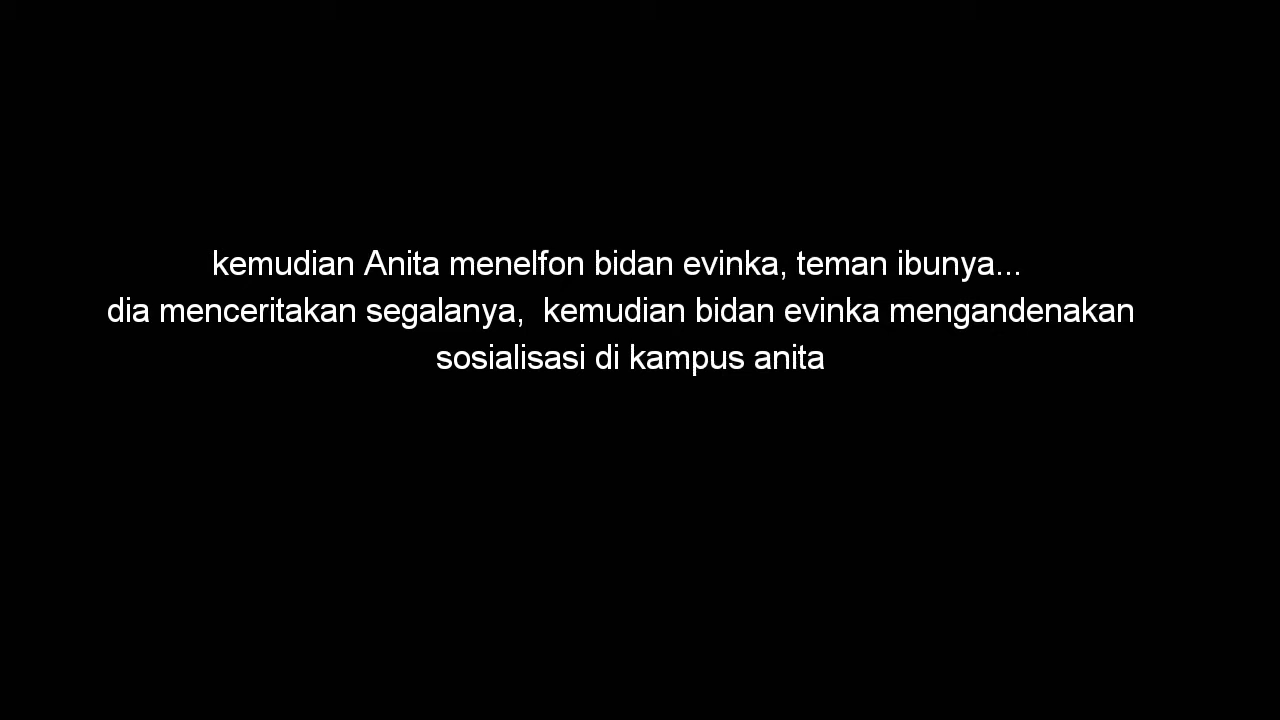 kemudian Anita menelfon bidan evinka, teman ibunya...
dia menceritakan segalanya,  kemudian bidan evinka mengandenakan
sosialisasi di kampus anita